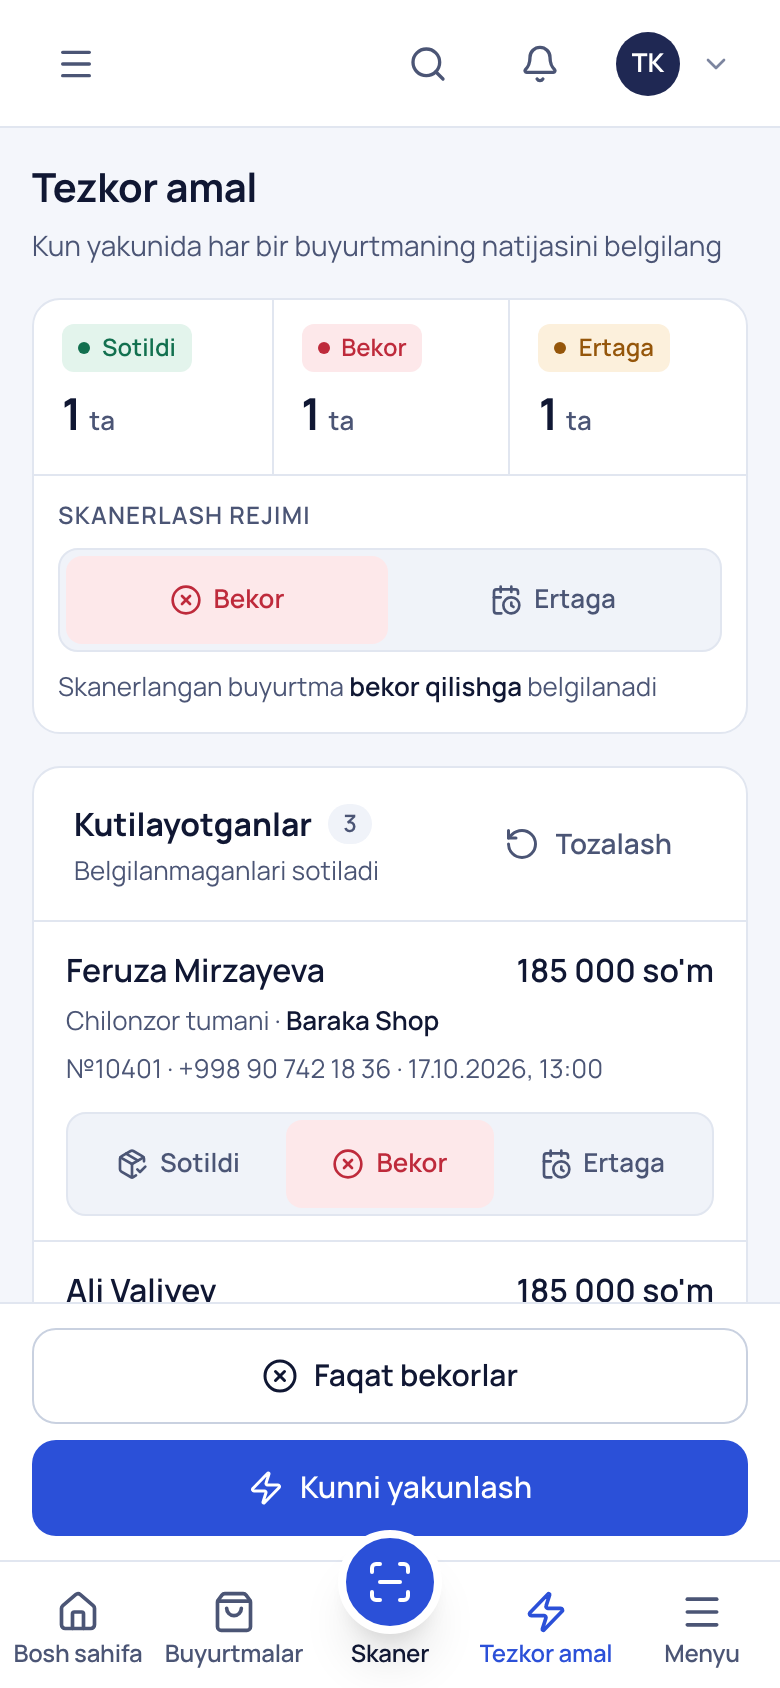 TK
Tezkor amal
Kun yakunida har bir buyurtmaning natijasini belgilang
Sotildi
Bekor
Ertaga
1 ta
1 ta
1 ta
SKANERLASH REJIMI
Bekor
Ertaga
Skanerlangan buyurtma bekor qilishga belgilanadi
Kutilayotganlar 3
Belgilanmaganlari sotiladi
Tozalash
Feruza Mirzayeva 185 000 so'm
Chilonzor tumani · Baraka Shop
№10401 · +998 90 742 18 36 · 17.10.2026, 13:00
Sotildi
Bekor
Ertaga
Ali Valiyev 185 000 so'm
Faqat bekorlar
Kunni yakunlash
Bosh sahifa
Buyurtmalar
Skaner
Tezkor amal
Menyu